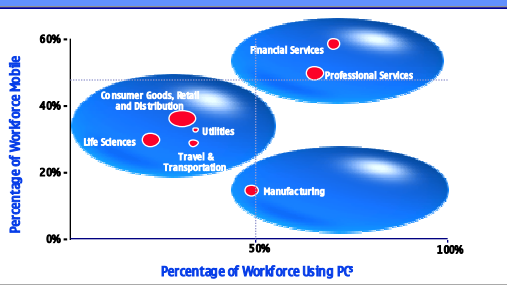 60%
Financial Services
Professional Services
Consumer Goods, Retail
and Distribution
40%
Utilities
Life Sciences
Travel &
Transportation
20%
Manufacturing
0%
50%
100%
Percentage of Workforce Mobile
Percentage of Workforce Using PCs